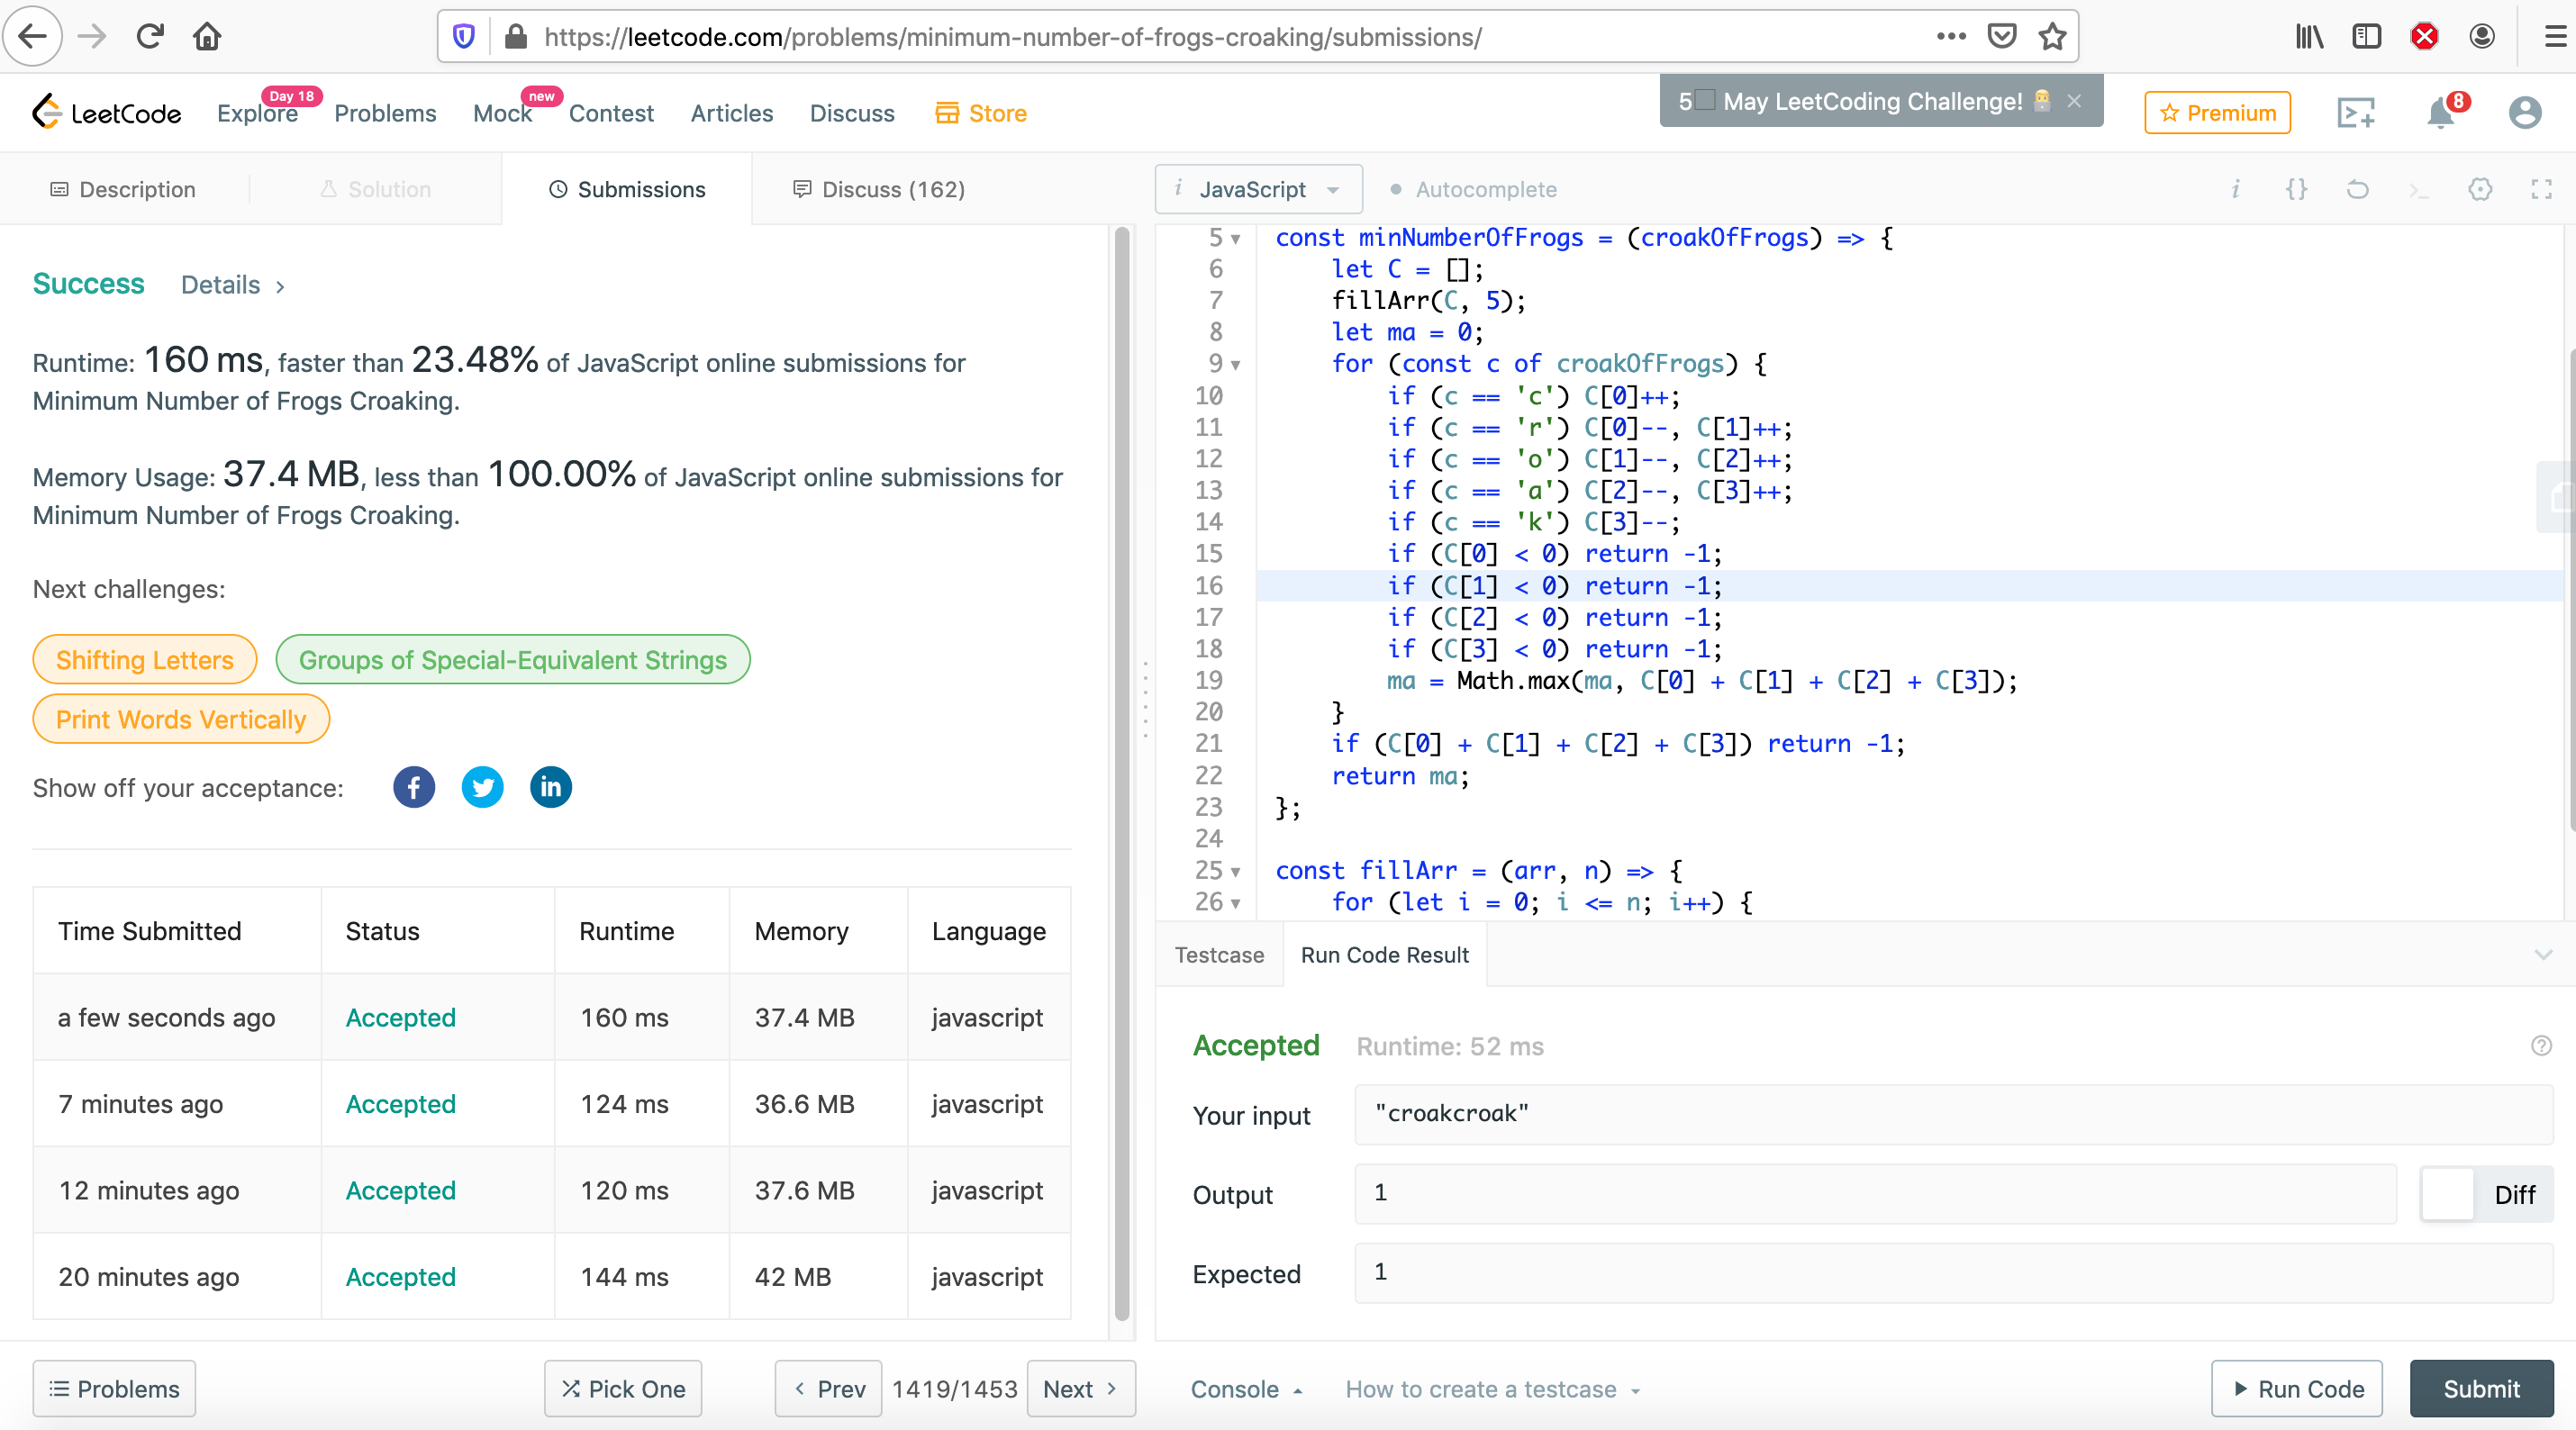 https://leetcode.com/problems/minimum-number-of-frogs-croaking/submissions/
LeetCode
Explore
Day 18
Problems
Mock
new
Contest
Articles
Discuss
Store
5 May LeetCoding Challenge!
Premium
8
Description
Solution
Submissions
Discuss (162)
Success
Details
Runtime: 160 ms, faster than 23.48% of JavaScript online submissions for
Minimum Number of Frogs Croaking.
Memory Usage: 37.4 MB, less than 100.00% of JavaScript online submissions for
Minimum Number of Frogs Croaking.
Next challenges:
Shifting Letters
Groups of Special-Equivalent Strings
Print Words Vertically
Show off your acceptance:
Time Submitted Status Runtime Memory Language
a few seconds ago Accepted 160 ms 37.4 MB javascript
7 minutes ago Accepted 124 ms 36.6 MB javascript
12 minutes ago Accepted 120 ms 37.6 MB javascript
20 minutes ago Accepted 144 ms 42 MB javascript
Problems
Pick One
Prev
1419/1453
Next
i JavaScript
Autocomplete
5 const minNumberOfFrogs = (croakOfFrogs) => {
6 let C = [];
7 fillArr(C, 5);
8 let ma = 0;
9 for (const c of croakOfFrogs) {
10 if (c == 'c') C[0]++;
11 if (c == 'r') C[0]--, C[1]++;
12 if (c == 'o') C[1]--, C[2]++;
13 if (c == 'a') C[2]--, C[3]++;
14 if (c == 'k') C[3]--;
15 if (C[0] < 0) return -1;
16 if (C[1] < 0) return -1;
17 if (C[2] < 0) return -1;
18 if (C[3] < 0) return -1;
19 ma = Math.max(ma, C[0] + C[1] + C[2] + C[3]);
20 }
21 if (C[0] + C[1] + C[2] + C[3]) return -1;
22 return ma;
23 };
24
25 const fillArr = (arr, n) => {
26 for (let i = 0; i <= n; i++) {
Testcase
Run Code Result
Accepted
Runtime: 52 ms
Your input
"croakcroak"
Output
1
Diff
Expected
1
Console
How to create a testcase
Run Code
Submit